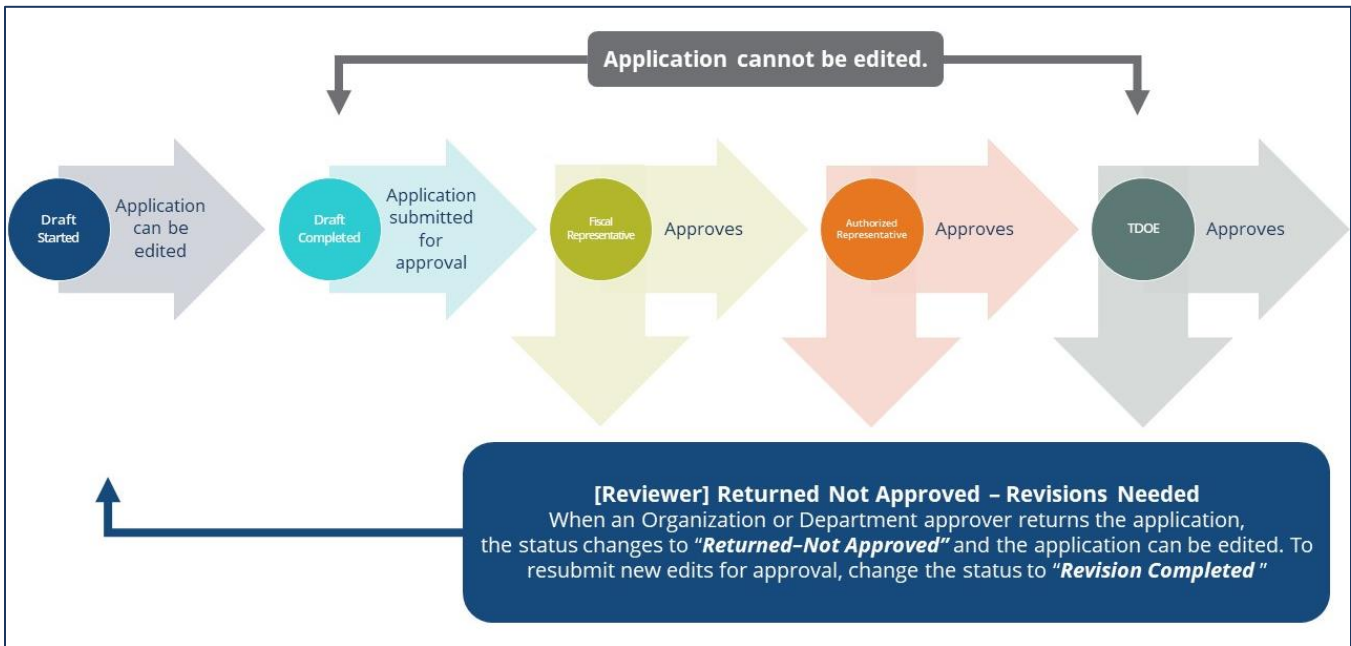 Application cannot be edited.
Draft
Started
Application
can be
edited
Draft
Completed
Application
submitted
for
approval
Fiscal
Representative
Approves
Authorized
Representative
Approves
TDOE
Approves
[Reviewer] Returned Not Approved – Revisions Needed
When an Organization or Department approver returns the application,
the status changes to “Returned–Not Approved” and the application can be edited. To
resubmit new edits for approval, change the status to “Revision Completed ”